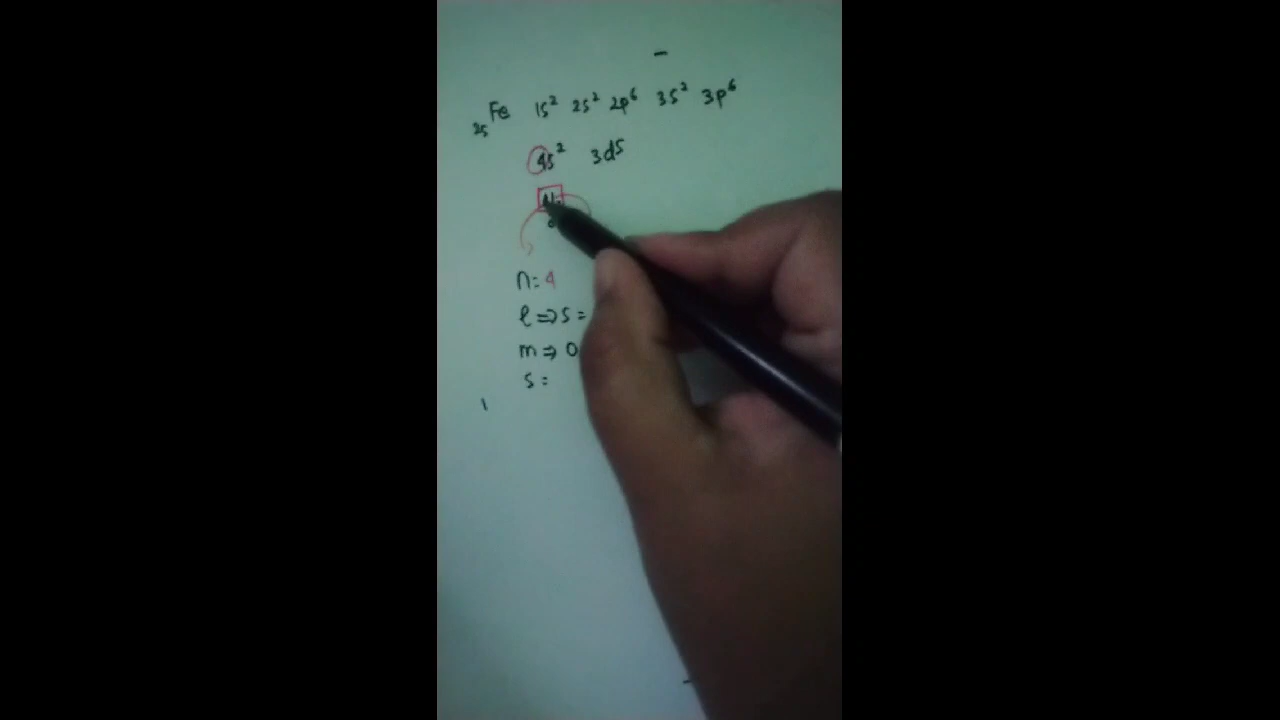 25Fe 1s² 2s² 2p⁶ 3s² 3p⁶
4s² 3d⁵
n=4
l⇒s=
m⇒0
s=